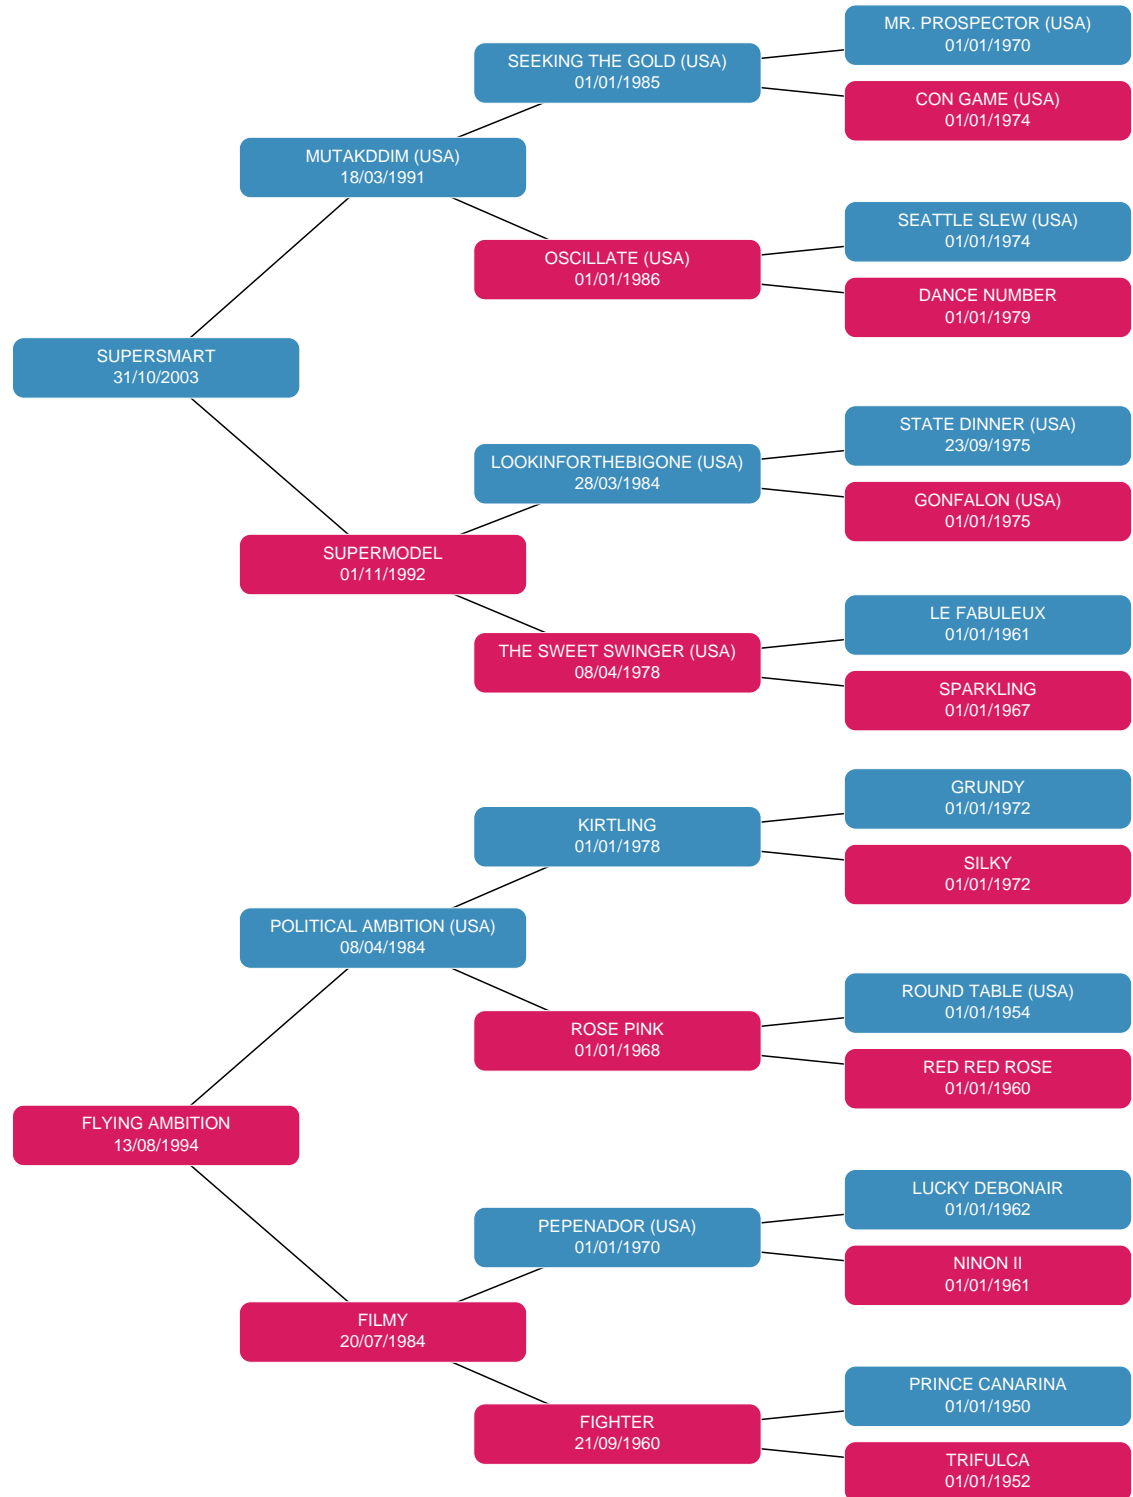 MR. PROSPECTOR (USA)
01/01/1970
SEEKING THE GOLD (USA)
01/01/1985
CON GAME (USA)
01/01/1974
MUTAKDDIM (USA)
18/03/1991
SEATTLE SLEW (USA)
01/01/1974
OSCILLATE (USA)
01/01/1986
DANCE NUMBER
01/01/1979
SUPERSMART
31/10/2003
STATE DINNER (USA)
23/09/1975
LOOKINFORTHEBIGONE (USA)
28/03/1984
GONFALON (USA)
01/01/1975
SUPERMODEL
01/11/1992
LE FABULEUX
01/01/1961
THE SWEET SWINGER (USA)
08/04/1978
SPARKLING
01/01/1967
GRUNDY
01/01/1972
KIRTLING
01/01/1978
SILKY
01/01/1972
POLITICAL AMBITION (USA)
08/04/1984
ROUND TABLE (USA)
01/01/1954
ROSE PINK
01/01/1968
RED RED ROSE
01/01/1960
FLYING AMBITION
13/08/1994
LUCKY DEBONAIR
01/01/1962
PEPENADOR (USA)
01/01/1970
NINON II
01/01/1961
FILMY
20/07/1984
PRINCE CANARINA
01/01/1950
FIGHTER
21/09/1960
TRIFULCA
01/01/1952